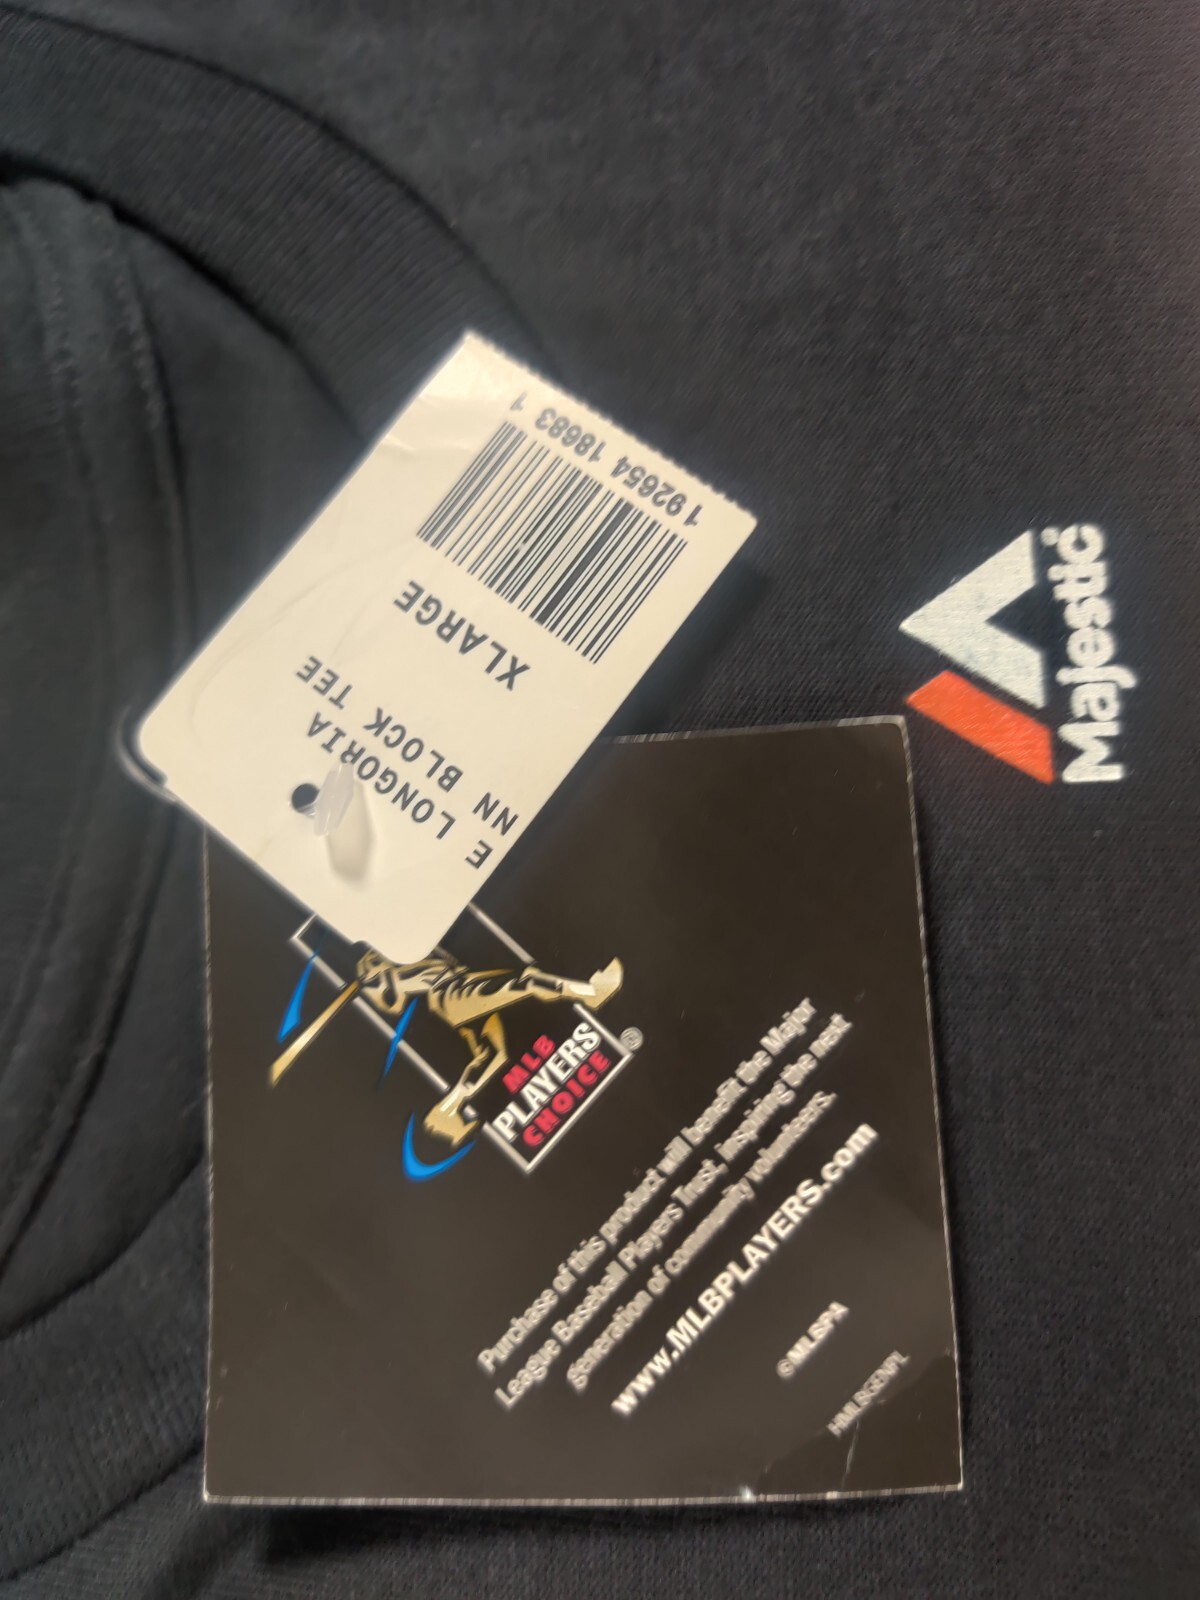 E LONGORIA
NN BLOCK TEE
XLARGE
1 92654 18683 1
Majestic
MLB
PLAYERS
CHOICE
®
Purchase of this product will benefit the Major
League Baseball Players Trust, inspiring the next
generation of community volunteers.
www.MLBPLAYERS.com
©MLBPA
HMLBGENPL